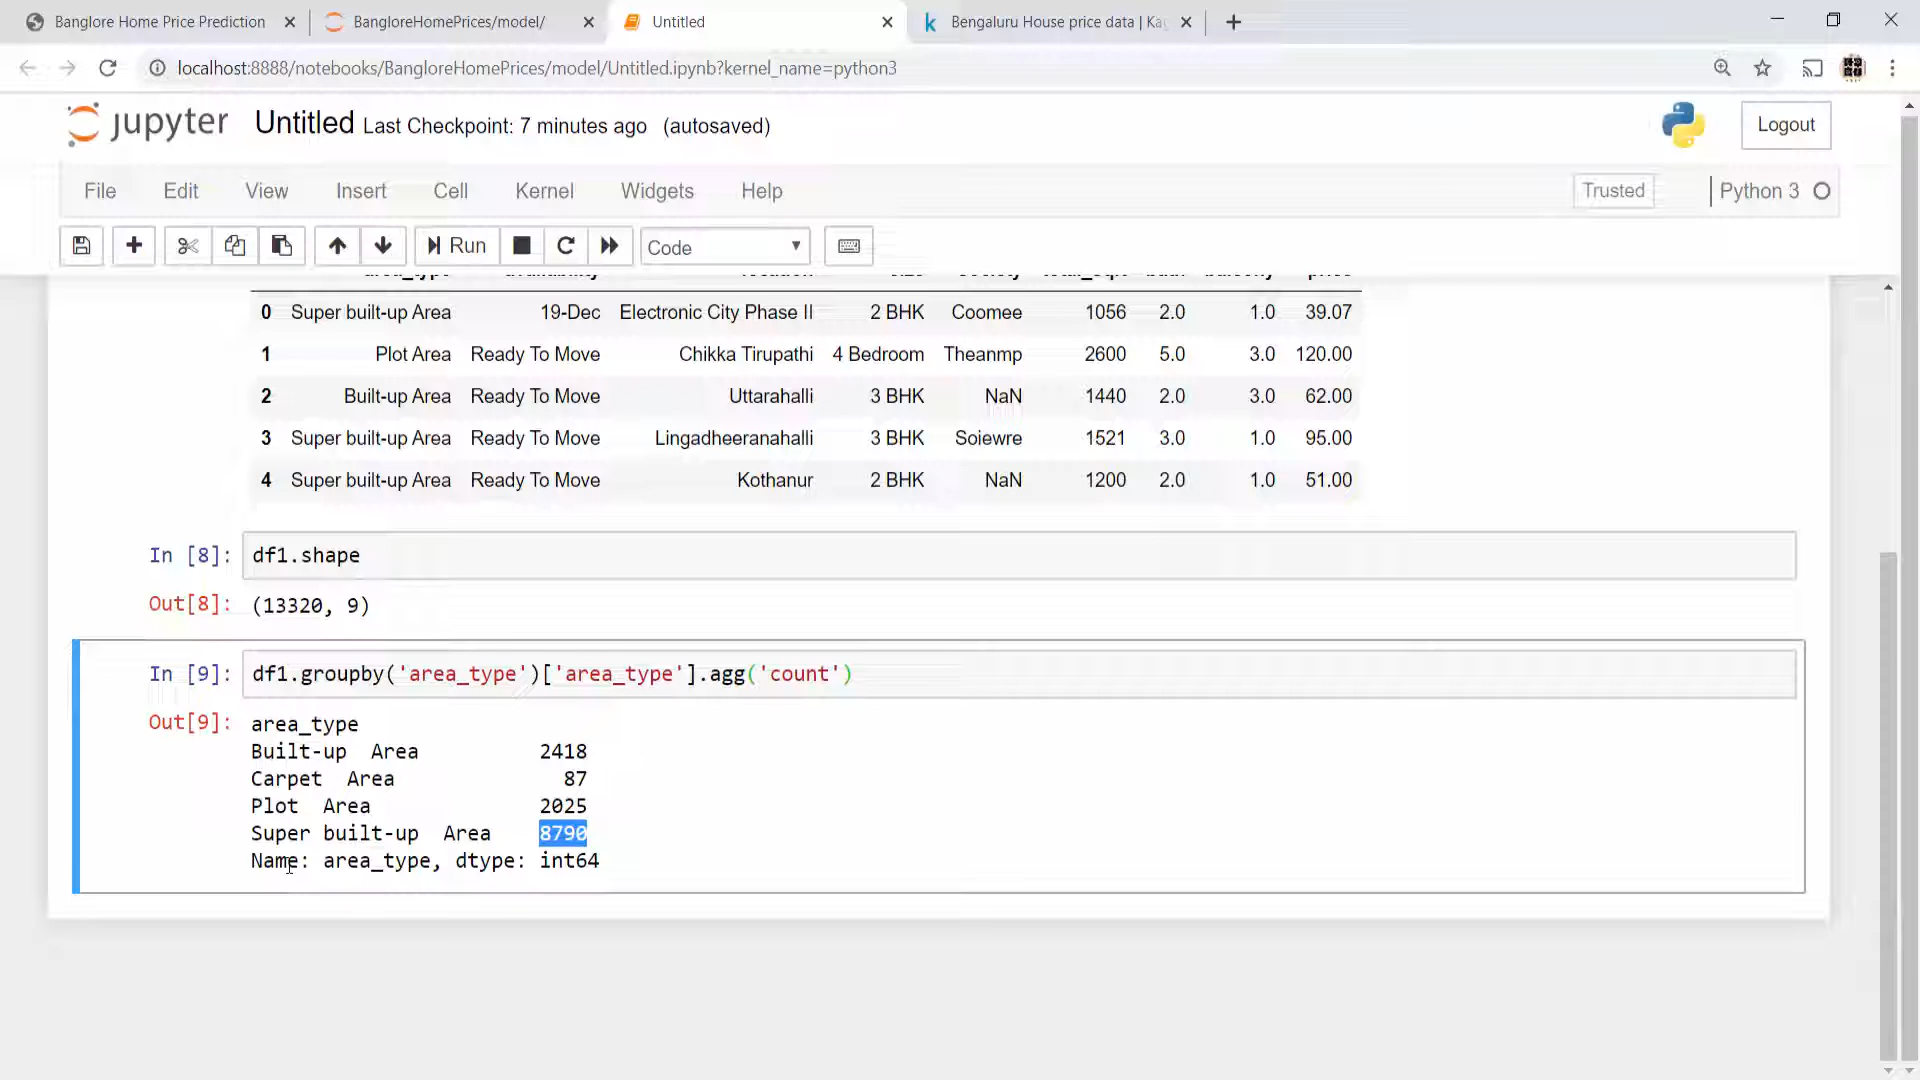 Banglore Home Price Prediction
BangloreHomePrices/model/
Untitled
Bengaluru House price data | Ka
localhost:8888/notebooks/BangloreHomePrices/model/Untitled.ipynb?kernel_name=python3
jupyter Untitled Last Checkpoint: 7 minutes ago (autosaved)
Logout
File Edit View Insert Cell Kernel Widgets Help
Trusted Python 3
Run Code
0 Super built-up Area 19-Dec Electronic City Phase II 2 BHK Coomee 1056 2.0 1.0 39.07
1 Plot Area Ready To Move Chikka Tirupathi 4 Bedroom Theanmp 2600 5.0 3.0 120.00
2 Built-up Area Ready To Move Uttarahalli 3 BHK NaN 1440 2.0 3.0 62.00
3 Super built-up Area Ready To Move Lingadheeranahalli 3 BHK Soiewre 1521 3.0 1.0 95.00
4 Super built-up Area Ready To Move Kothanur 2 BHK NaN 1200 2.0 1.0 51.00
In [8]: df1.shape
Out[8]: (13320, 9)
In [9]: df1.groupby('area_type')['area_type'].agg('count')
Out[9]: area_type
Built-up  Area 2418
Carpet  Area 87
Plot  Area 2025
Super built-up  Area 8790
Name: area_type, dtype: int64